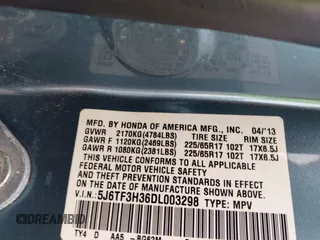 MFD. BY HONDA OF AMERICA MFG., INC. 04/'13
GVWR 2170KG(4784LBS) TIRE SIZE RIM SIZE
GAWR F 1120KG(2469LBS) 225/65R17 102T 17X6.5J
GAWR R 1080KG(2381LBS) 225/65R17 102T 17X6.5J
THIS VEHICLE CONFORMS TO ALL APPLICABLE
FEDERAL MOTOR VEHICLE SAFETY AND
THEFT PREVENTION STANDARDS IN EFFECT ON
THE DATE OF MANUFACTURE SHOWN ABOVE.
V.I.N.: 5J6TF3H36DL003298 TYPE: MPV
TY4 D AA5
AUTOBIDMASTER